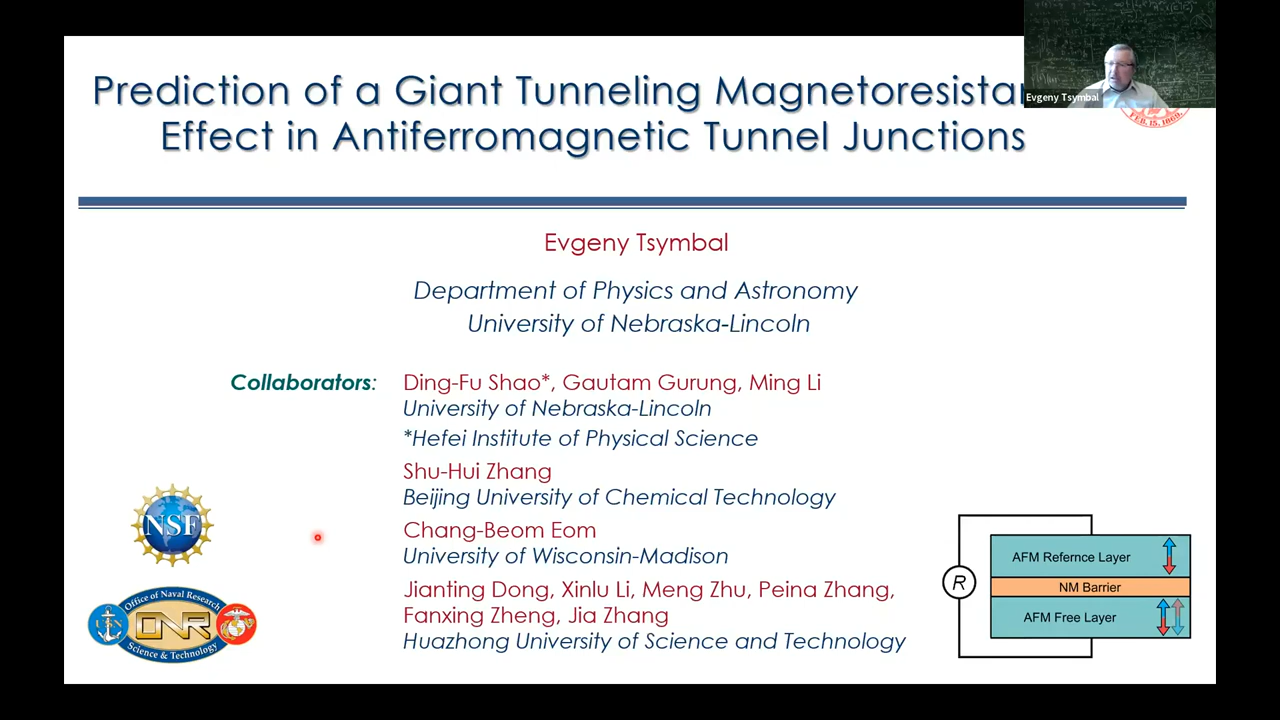 Prediction of a Giant Tunneling Magnetoresistan
Effect in Antiferromagnetic Tunnel Junctions
Evgeny Tsymbal
FEB. 15, 1869.
Evgeny Tsymbal
Department of Physics and Astronomy
University of Nebraska-Lincoln
Collaborators:
Ding-Fu Shao*, Gautam Gurung, Ming Li
University of Nebraska-Lincoln
*Hefei Institute of Physical Science
Shu-Hui Zhang
Beijing University of Chemical Technology
Chang-Beom Eom
University of Wisconsin-Madison
Jianting Dong, Xinlu Li, Meng Zhu, Peina Zhang,
Fanxing Zheng, Jia Zhang
Huazhong University of Science and Technology
NSF
Office of Naval Research
ONR
Science & Technology
R
AFM Refernce Layer
NM Barrier
AFM Free Layer